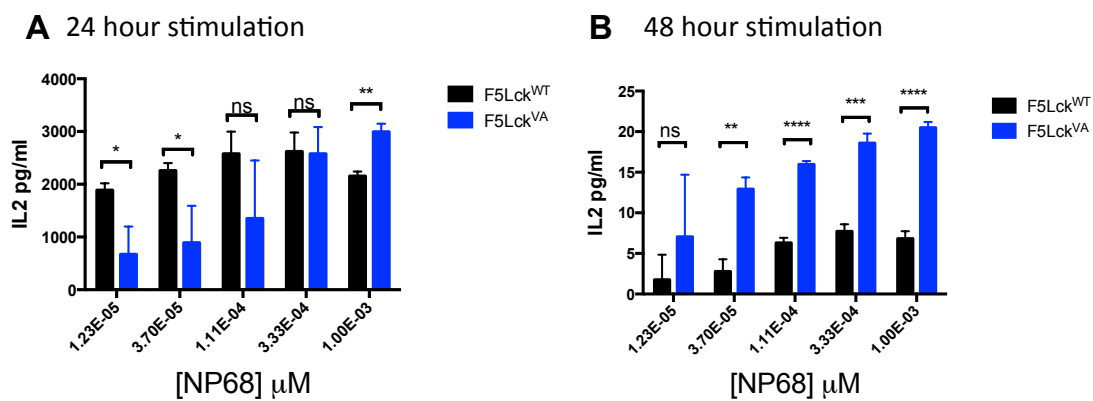 A 24 hour stimulation
IL2 pg/ml
4000
3000
2000
1000
0
*
*
ns
ns
**
1.23E-05
3.70E-05
1.11E-04
3.33E-04
1.00E-03
[NP68] μM
F5LckWT
F5LckVA
B 48 hour stimulation
IL2 pg/ml
25
20
15
10
5
0
ns
**
****
***
****
1.23E-05
3.70E-05
1.11E-04
3.33E-04
1.00E-03
[NP68] μM
F5LckWT
F5LckVA